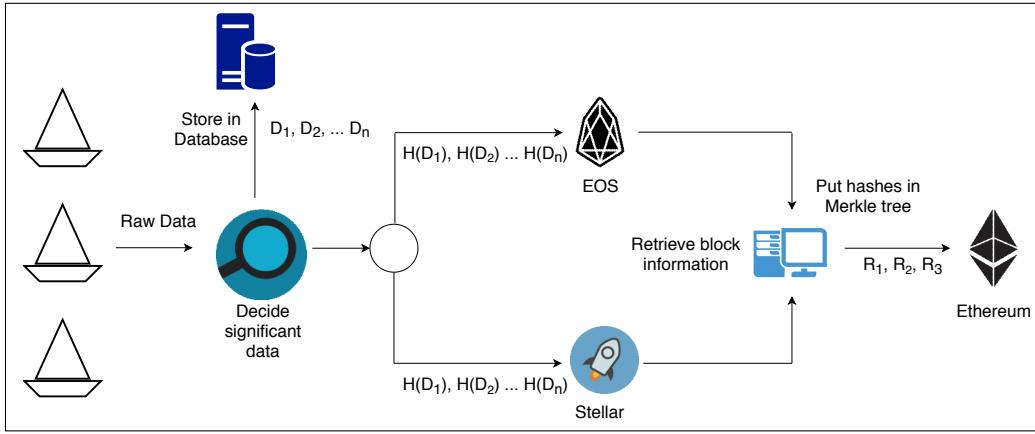 Store in
Database
D₁, D₂, ... Dₙ
H(D₁), H(D₂) ... H(Dₙ)
EOS
Raw Data
Put hashes in
Merkle tree
Retrieve block
information
R₁, R₂, R₃
Ethereum
Decide
significant
data
H(D₁), H(D₂) ... H(Dₙ)
Stellar